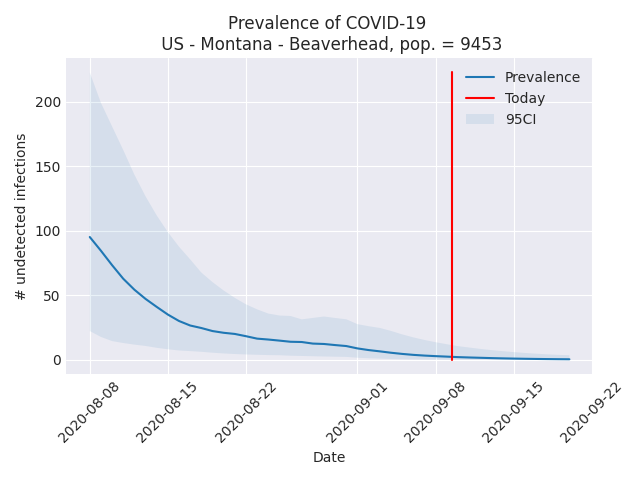 Prevalence of COVID-19
US - Montana - Beaverhead, pop. = 9453
Prevalence
Today
95CI
200
150
100
50
0
# undetected infections
2020-08-08
2020-08-15
2020-08-22
2020-09-01
2020-09-08
2020-09-15
2020-09-22
Date